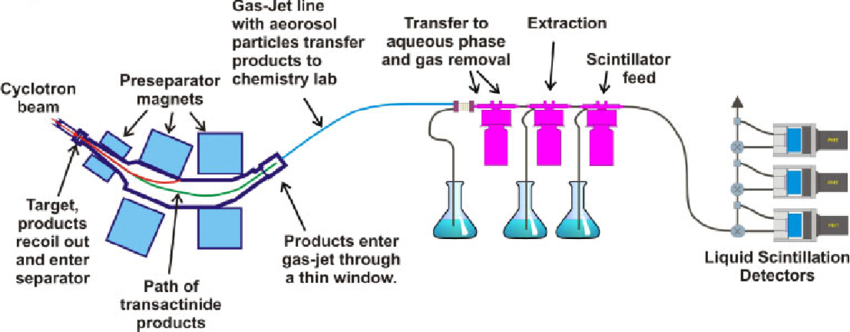 Gas-Jet line
with aeorosol
particles transfer
products to
chemistry lab
Transfer to
aqueous phase
and gas removal
Extraction
Scintillator
feed
Cyclotron
beam
Preseparator
magnets
Target,
products
recoil out
and enter
separator
Path of
transactinide
products
Products enter
gas-jet through
a thin window.
Liquid Scintillation
Detectors